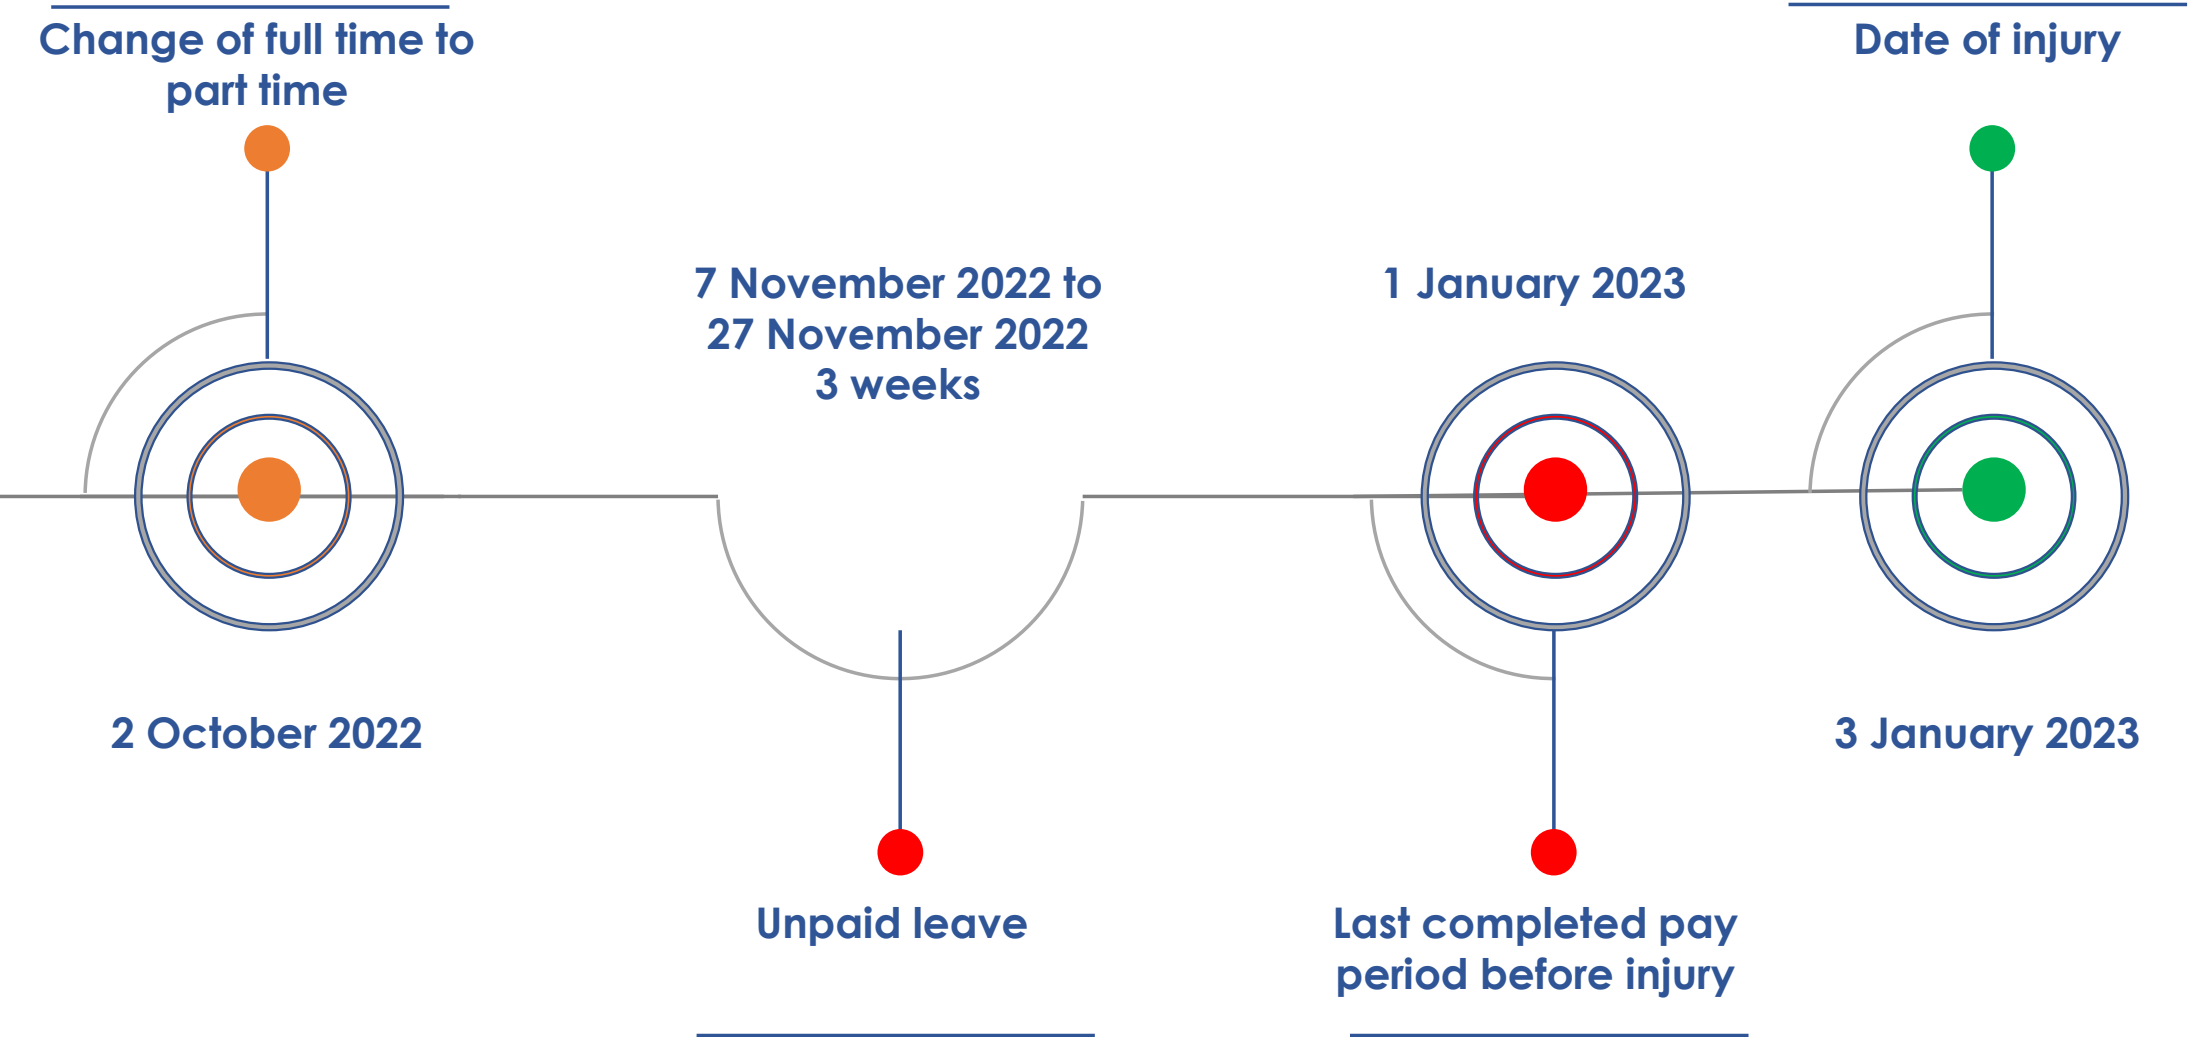 Change of full time to
part time
2 October 2022
7 November 2022 to
27 November 2022
3 weeks
Unpaid leave
1 January 2023
Last completed pay
period before injury
Date of injury
3 January 2023